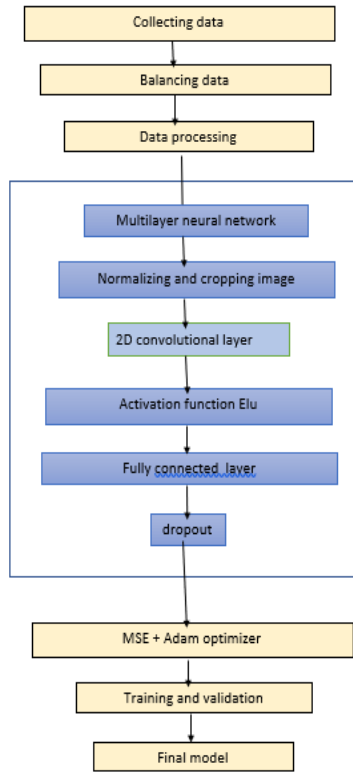 Collecting data
Balancing data
Data processing
Multilayer neural network
Normalizing and cropping image
2D convolutional layer
Activation function Elu
Fully connected layer
dropout
MSE + Adam optimizer
Training and validation
Final model